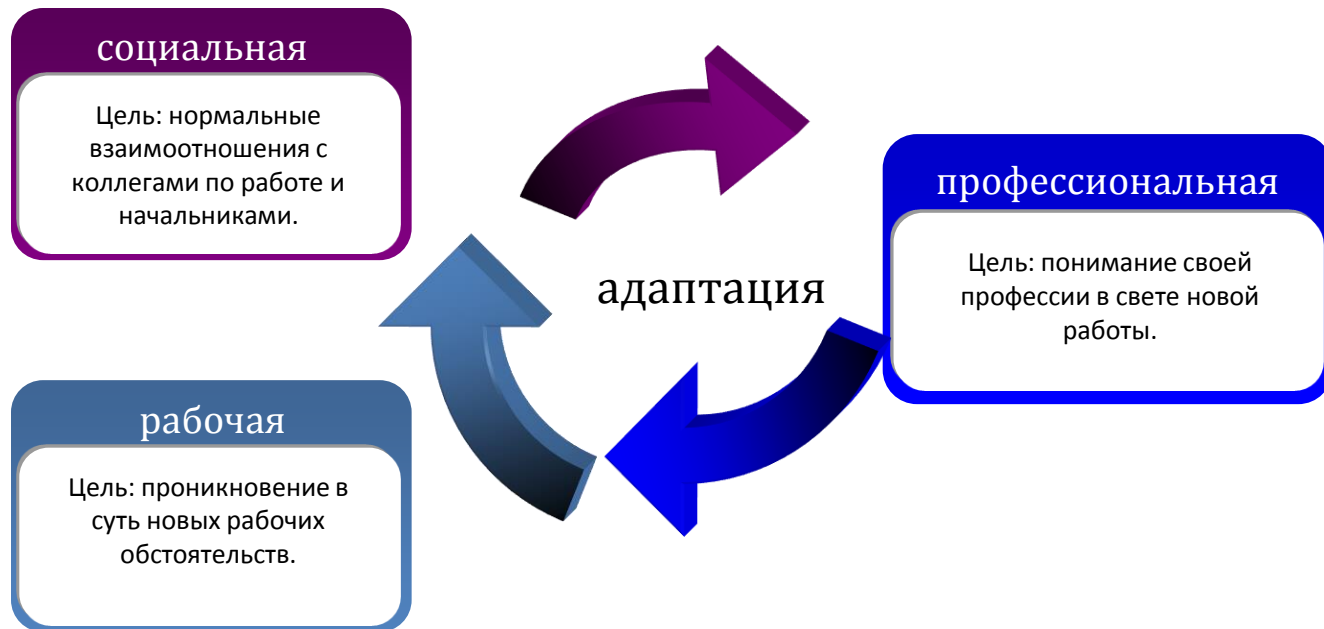 социальная
Цель: нормальные
взаимоотношения с
коллегами по работе и
начальниками.
профессиональная
Цель: понимание своей
профессии в свете новой
работы.
адаптация
рабочая
Цель: проникновение в
суть новых рабочих
обстоятельств.